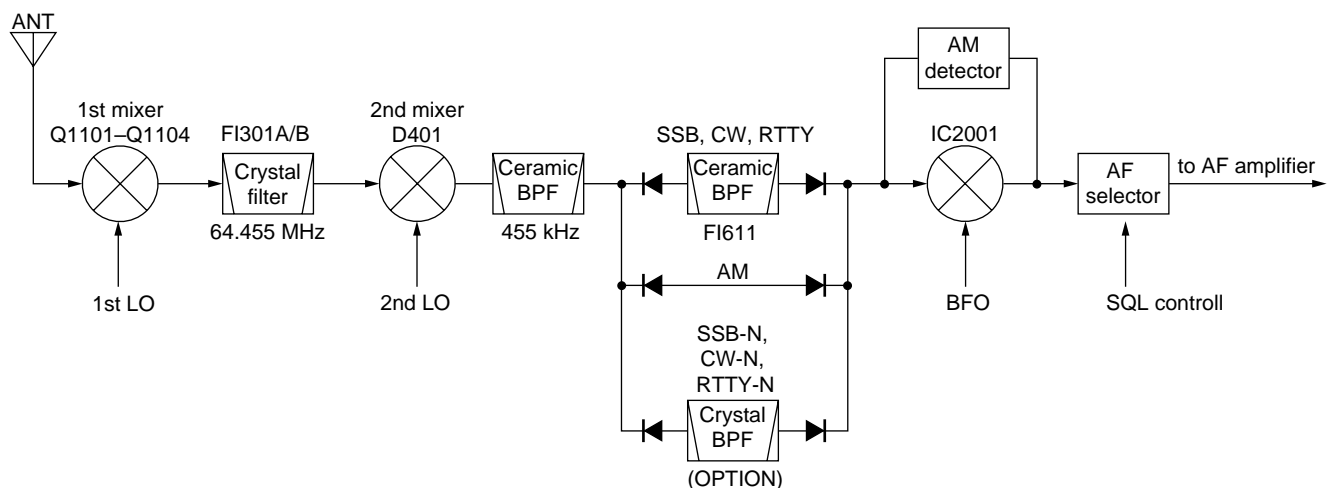 ANT
1st mixer
Q1101–Q1104
1st LO
FI301A/B
Crystal
filter
64.455 MHz
2nd mixer
D401
2nd LO
Ceramic
BPF
455 kHz
SSB, CW, RTTY
Ceramic
BPF
FI611
AM
SSB-N,
CW-N,
RTTY-N
Crystal
BPF
(OPTION)
AM
detector
IC2001
BFO
AF
selector
SQL controll
to AF amplifier